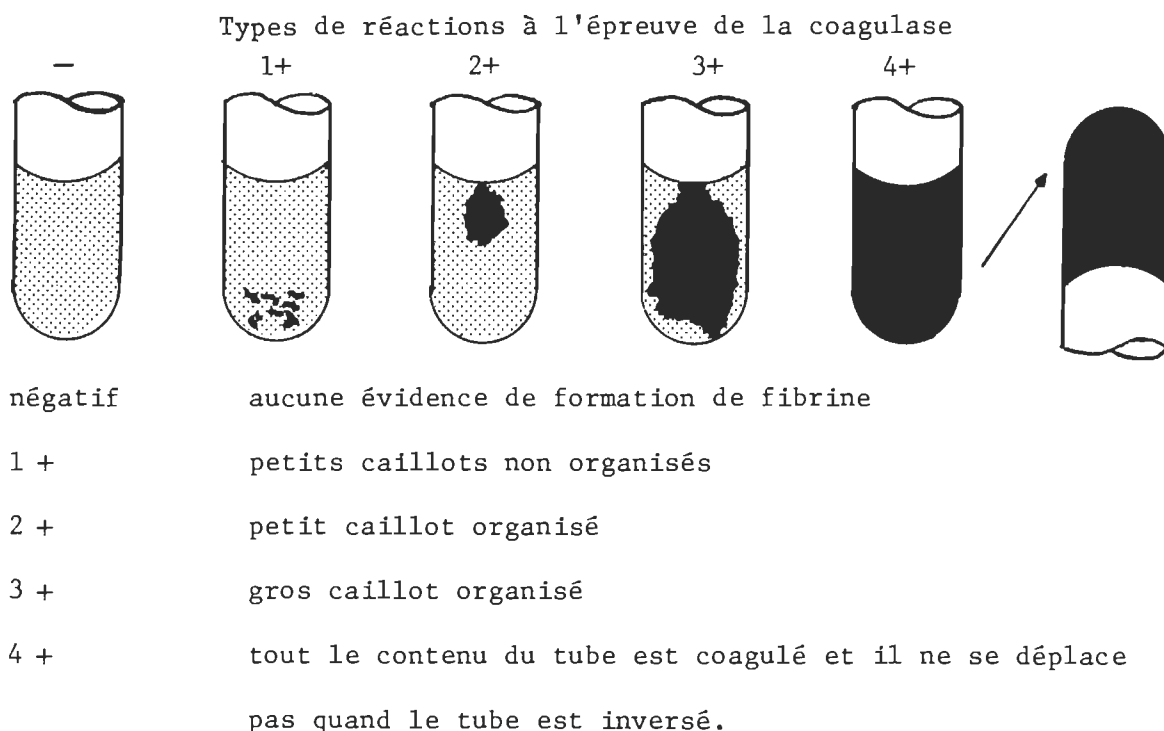 Types de réactions à l'épreuve de la coagulase
— 1+ 2+ 3+ 4+
négatif aucune évidence de formation de fibrine
1 + petits caillots non organisés
2 + petit caillot organisé
3 + gros caillot organisé
4 + tout le contenu du tube est coagulé et il ne se déplace
pas quand le tube est inversé.